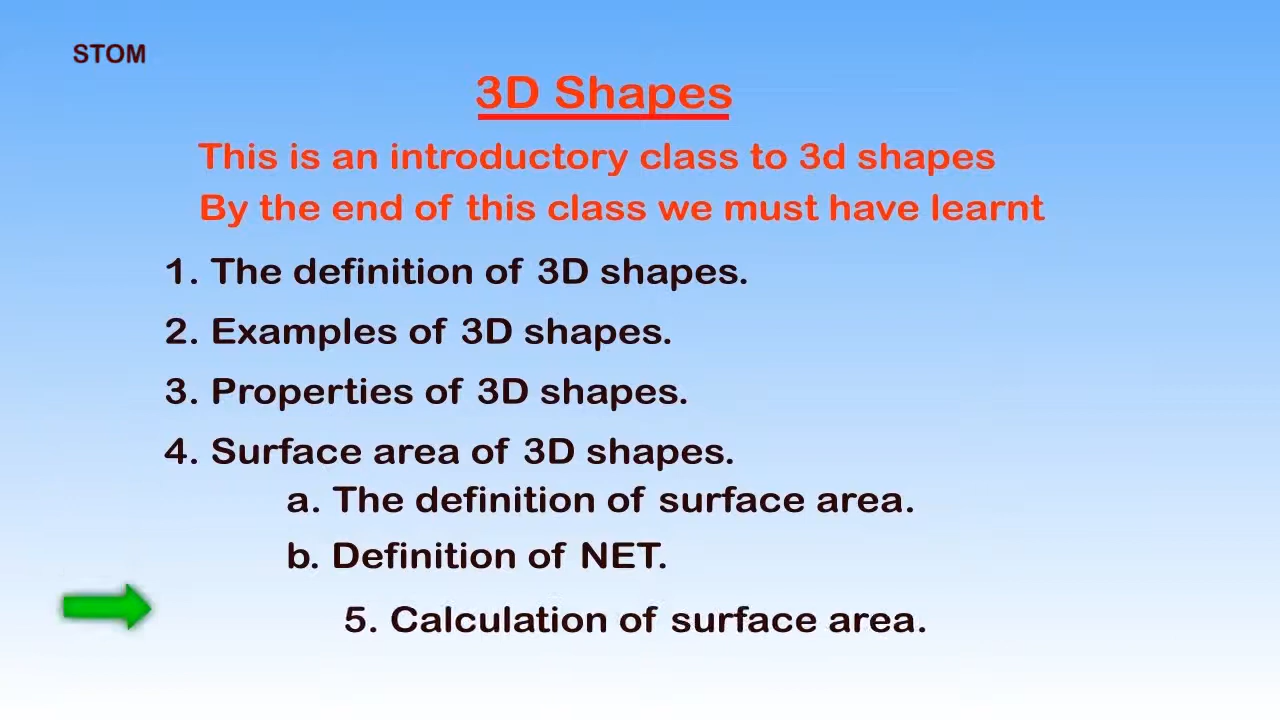 STOM
3D Shapes
This is an introductory class to 3d shapes
By the end of this class we must have learnt
1. The definition of 3D shapes.
2. Examples of 3D shapes.
3. Properties of 3D shapes.
4. Surface area of 3D shapes.
a. The definition of surface area.
b. Definition of NET.
5. Calculation of surface area.